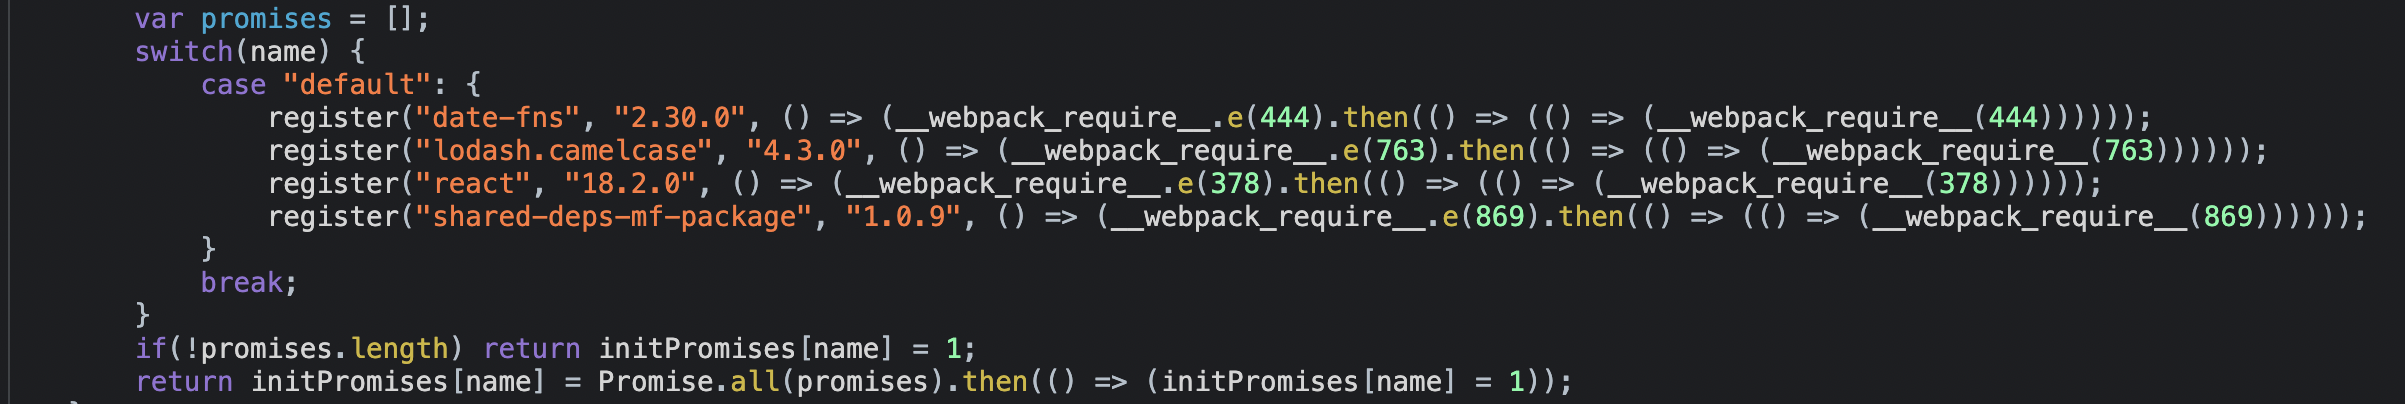 var promises = [];
switch(name) {
case "default": {
register("date-fns", "2.30.0", () => (__webpack_require__.e(444).then(() => (() => (__webpack_require__(444))))));
register("lodash.camelcase", "4.3.0", () => (__webpack_require__.e(763).then(() => (() => (__webpack_require__(763))))));
register("react", "18.2.0", () => (__webpack_require__.e(378).then(() => (() => (__webpack_require__(378))))));
register("shared-deps-mf-package", "1.0.9", () => (__webpack_require__.e(869).then(() => (() => (__webpack_require__(869))))));
}
break;
}
if(!promises.length) return initPromises[name] = 1;
return initPromises[name] = Promise.all(promises).then(() => (initPromises[name] = 1));